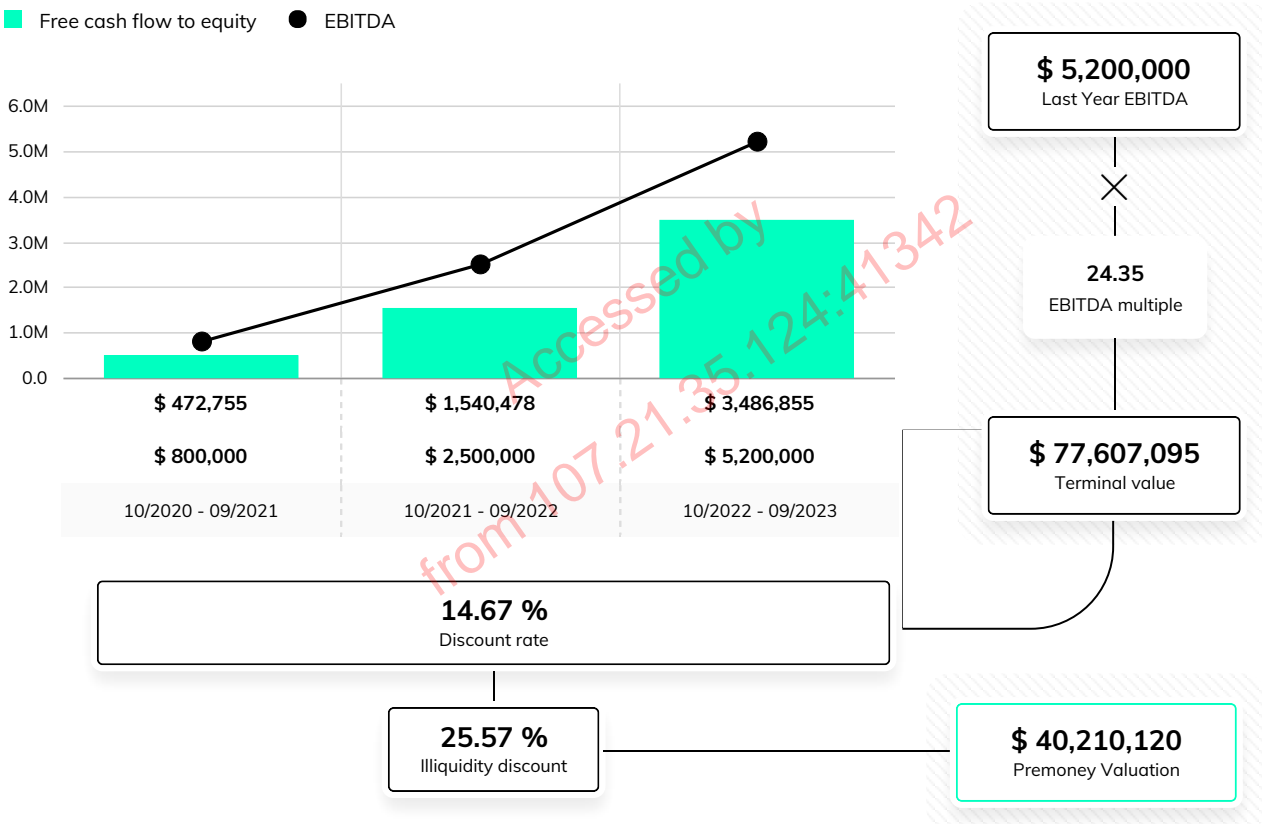 Free cash flow to equity
EBITDA
6.0M
5.0M
4.0M
3.0M
2.0M
1.0M
0.0
$ 472,755
$ 1,540,478
$ 3,486,855
$ 800,000
$ 2,500,000
$ 5,200,000
10/2020 - 09/2021
10/2021 - 09/2022
10/2022 - 09/2023
$ 5,200,000
Last Year EBITDA
24.35
EBITDA multiple
$ 77,607,095
Terminal value
14.67 %
Discount rate
25.57 %
Illiquidity discount
$ 40,210,120
Premoney Valuation
Accessed by
from 107.21.35.124:41342